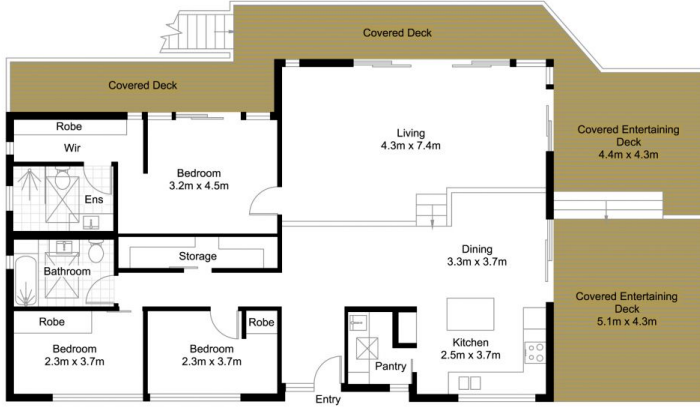 Covered Deck
Covered Deck
Robe
Wir
Living
4.3m x 7.4m
Covered Entertaining
Deck
4.4m x 4.3m
Bedroom
3.2m x 4.5m
Ens
Storage
Dining
3.3m x 3.7m
Bathroom
Covered Entertaining
Deck
5.1m x 4.3m
Robe
Robe
Bedroom
2.3m x 3.7m
Bedroom
2.3m x 3.7m
Kitchen
2.5m x 3.7m
Pantry
Entry